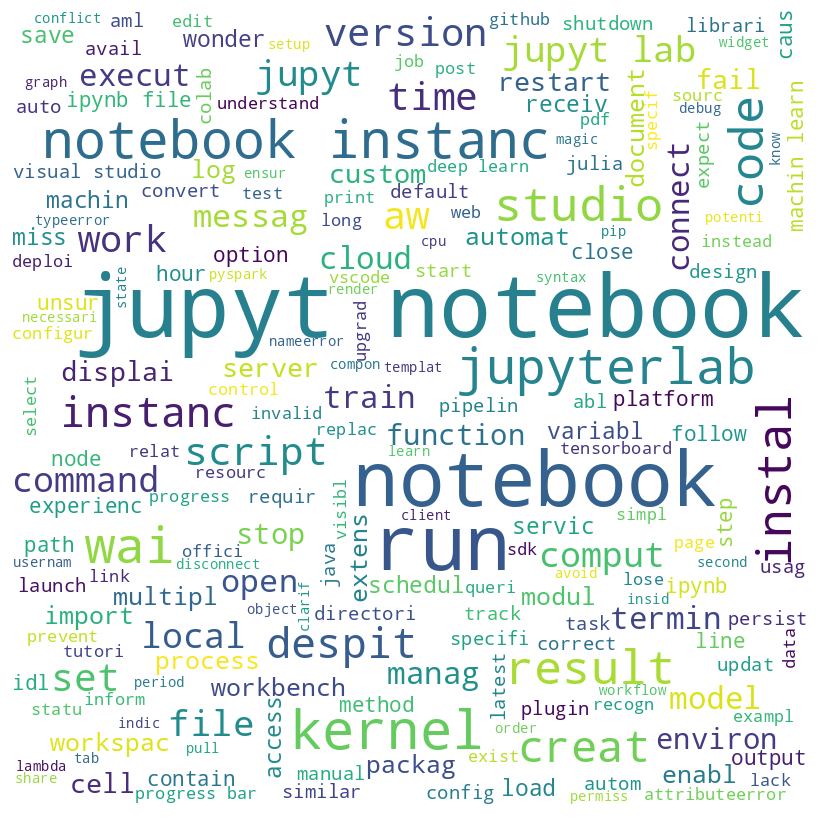 conflict
aml
edit
version
github
shutdown
librari
caus
save
avail
wonder
setup
job
post
jupyt lab
widget
graph
execut
jupyt
time
restart
document
fail
auto
ipynb file
colab
understand
receiv
specif
sourc
debug
code
know
machin learn
notebook instanc
magic
pdf
expect
connect
visual studio
log
ensur
custom
deep learn
julia
machin
convert
test
print
default
studio
potenti
typeerror
messag
long
aw
web
pip
instead
miss
work
option
cloud
cpu
automat
close
deploi
hour
pyspark
vscode
start
syntax
design
unsur
state
jupyt notebook
render
necessari
configur
nameerror
upgrad
compon
templat
jupyterlab
displai
server
control
train
pipelin
abl
platform
select
instanc
invalid
replac
function
variabl
follow
instal
node
relat
script
learn
tensorboard
command
resourc
notebook
experienc
progress
requir
visibl
client
servic
simpl
step
path
wai
stop
run
sdk
comput
page
usag
usernam
offici
disconnect
java
extens
second
launch
link
open
schedul
queri
avoid
lose
ipynb
import
multipl
object
clarif
directori
modul
insid
termin
persist
prevent
local
despit
track
task
line
data
tutori
process
specifi
correct
updat
idl
set
period
workbench
manag
latest
result
workflow
model
statu
inform
file
access
method
plugin
recogn
exampl
workspac
indic
pull
kernel
order
creat
environ
lambda
tab
packag
exist
enabl
output
share
cell
contain
manual
load
autom
lack
progress bar
similar
config
permiss
attributeerror